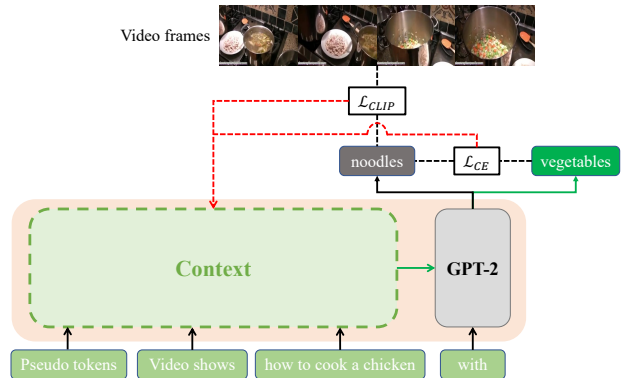 Video frames
ℒ_CLIP
noodles
ℒ_CE
vegetables
Context
GPT-2
Pseudo tokens
Video shows
how to cook a chicken
with